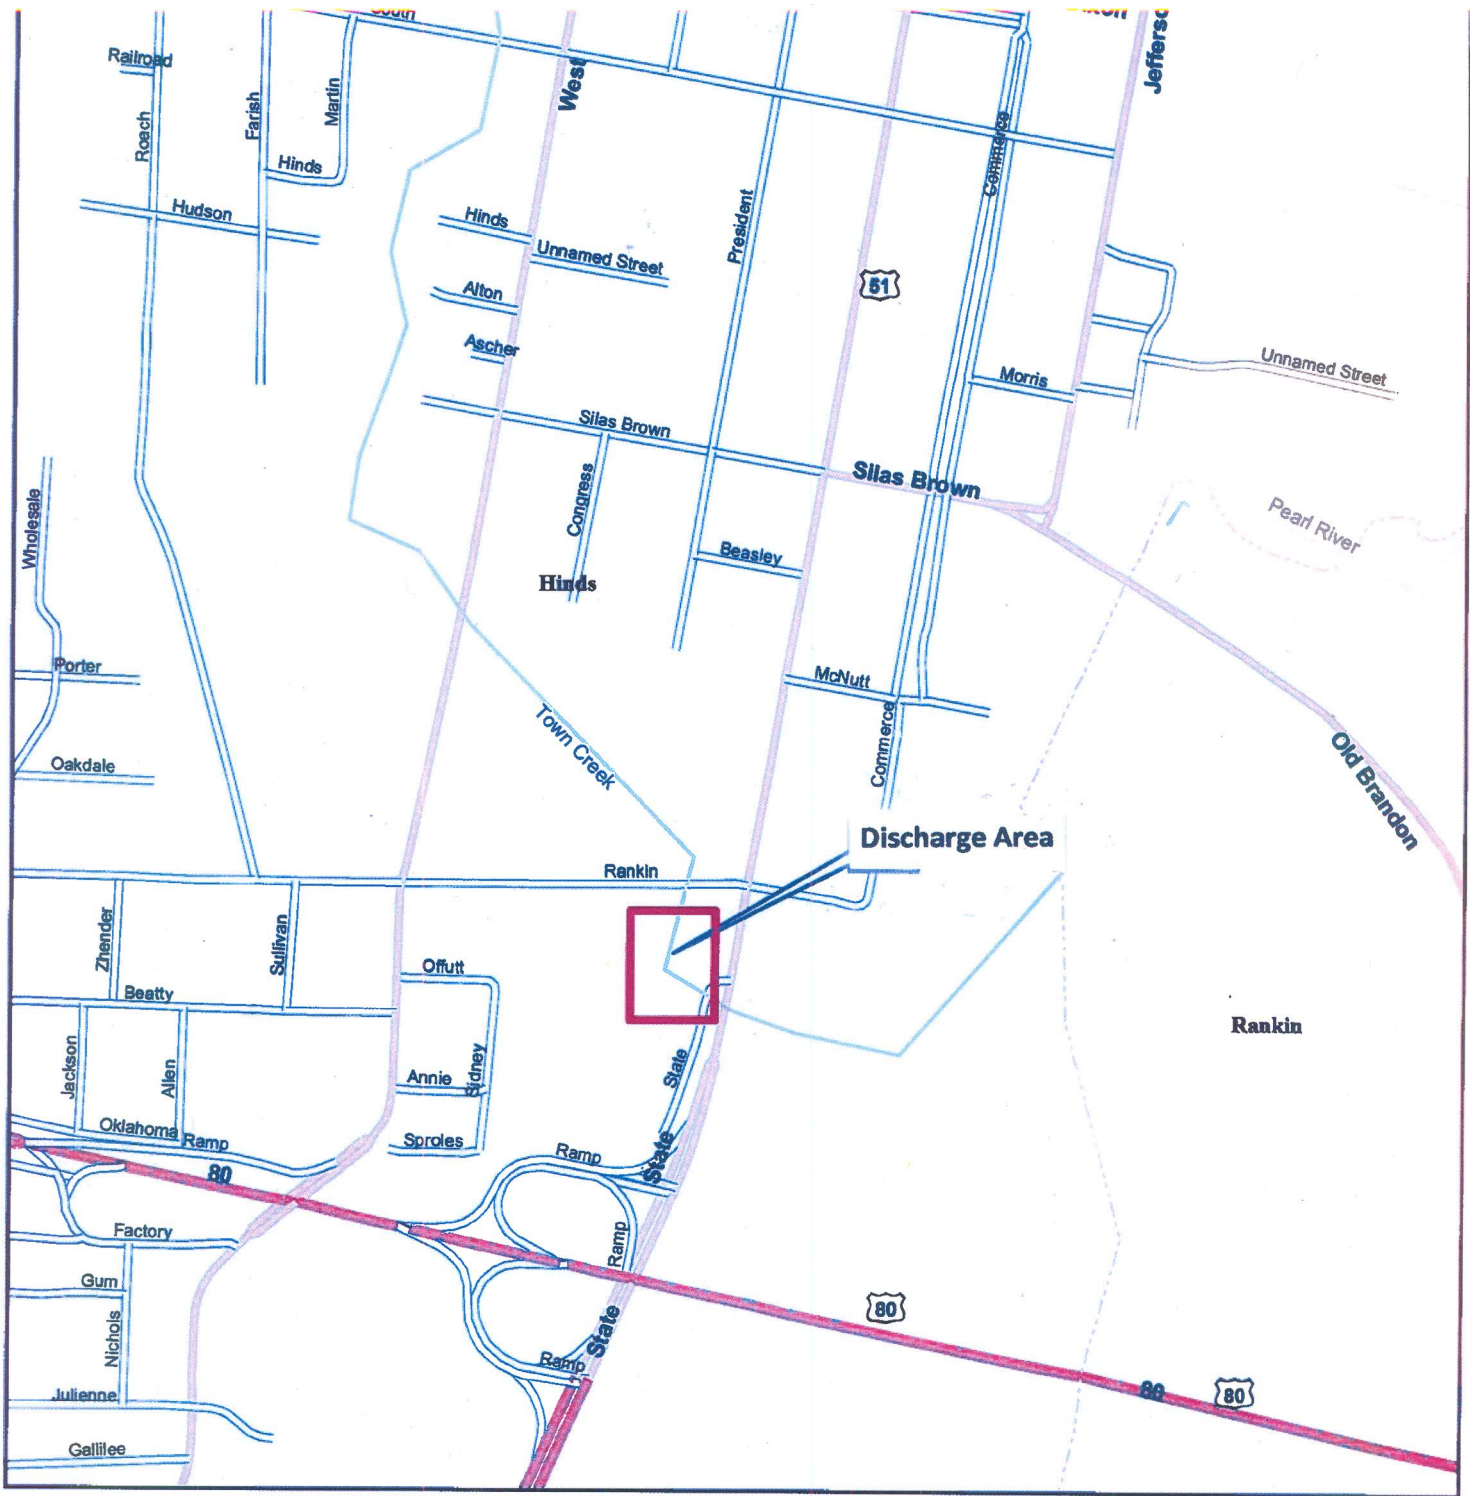 South
Dixon
Jefferso
Railroad
West
Roach
Farish
Martin
Commerce
Hinds
Hudson
Hinds
Unnamed Street
President
51
Alton
Ascher
Unnamed Street
Morris
Silas Brown
Silas Brown
Congress
Wholesale
Pearl River
Beasley
Hinds
Porter
McNutt
Town Creek
Commerce
Oakdale
Old Brandon
Discharge Area
Rankin
Zhender
Sullivan
Offutt
Beatty
Rankin
Jackson
Allen
Annie
Sidney
State
Oklahoma
Ramp
Sproles
Ramp
State
80
Factory
Ramp
Gum
80
Nichols
State
Ramp
80
80
Julienne
Gallilee